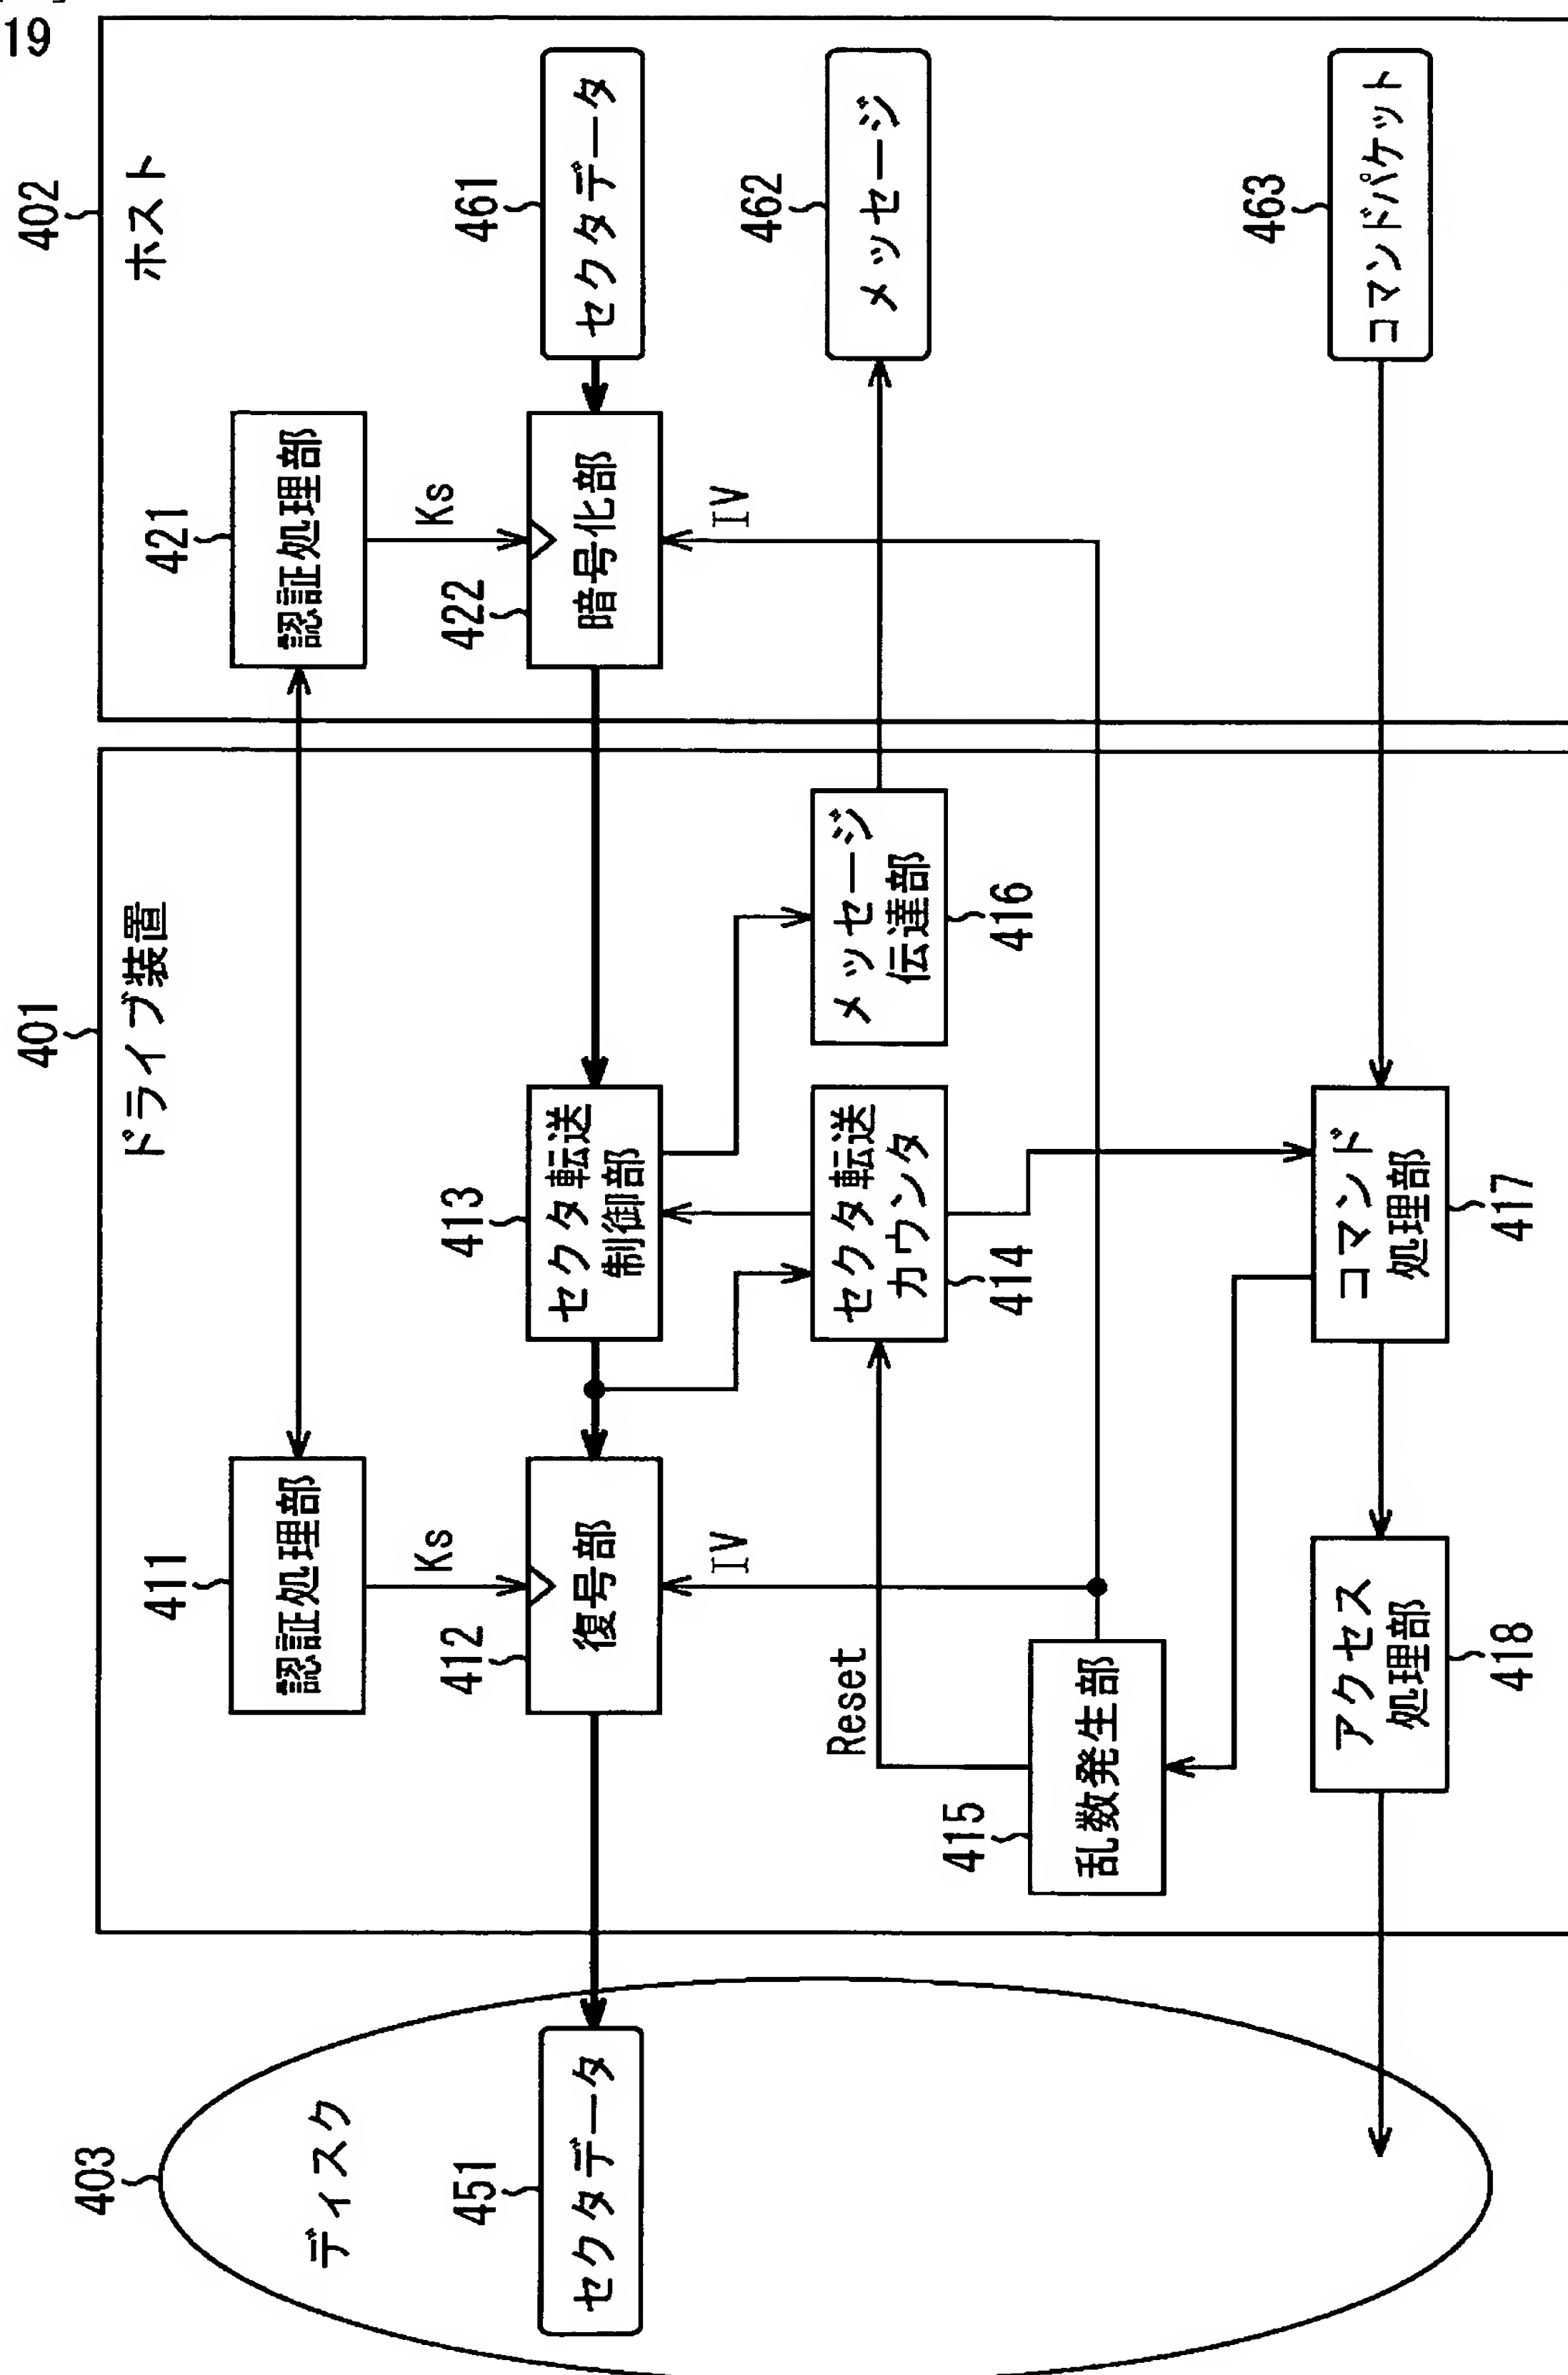 19
403
ディスク
451
セクタデータ
401
ドライブ装置
411
認証処理部
Ks
412
復号部
IV
413
セクタ転送
制御部
Reset
セクタ転送
カウンタ
414
メッセージ
伝達部
416
415
乱数発生部
アクセス
処理部
418
コマンド
処理部
417
402
ホスト
421
認証処理部
Ks
422
暗号化部
IV
461
セクタデータ
462
メッセージ
463
コマンドパケット